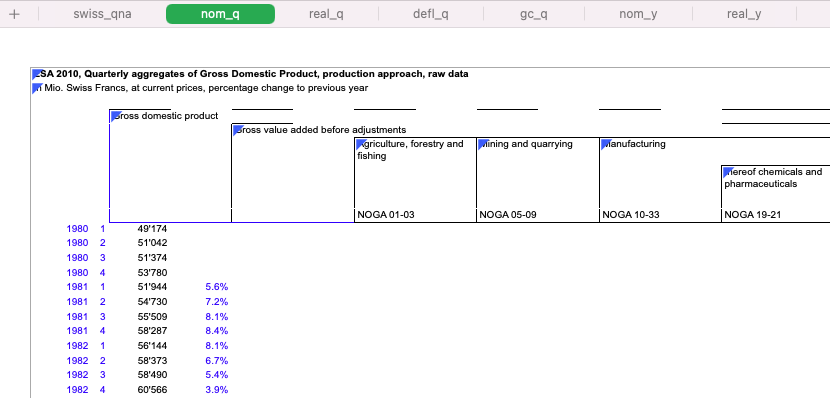 + swiss_qna nom_q real_q defl_q gc_q nom_y real_y
ESA 2010, Quarterly aggregates of Gross Domestic Product, production approach, raw data
In Mio. Swiss Francs, at current prices, percentage change to previous year
Gross domestic product
Gross value added before adjustments
Agriculture, forestry and
fishing
Mining and quarrying
Manufacturing
thereof chemicals and
pharmaceuticals
NOGA 01-03 NOGA 05-09 NOGA 10-33 NOGA 19-21
1980 1 49'174
1980 2 51'042
1980 3 51'374
1980 4 53'780
1981 1 51'944 5.6%
1981 2 54'730 7.2%
1981 3 55'509 8.1%
1981 4 58'287 8.4%
1982 1 56'144 8.1%
1982 2 58'373 6.7%
1982 3 58'490 5.4%
1982 4 60'566 3.9%